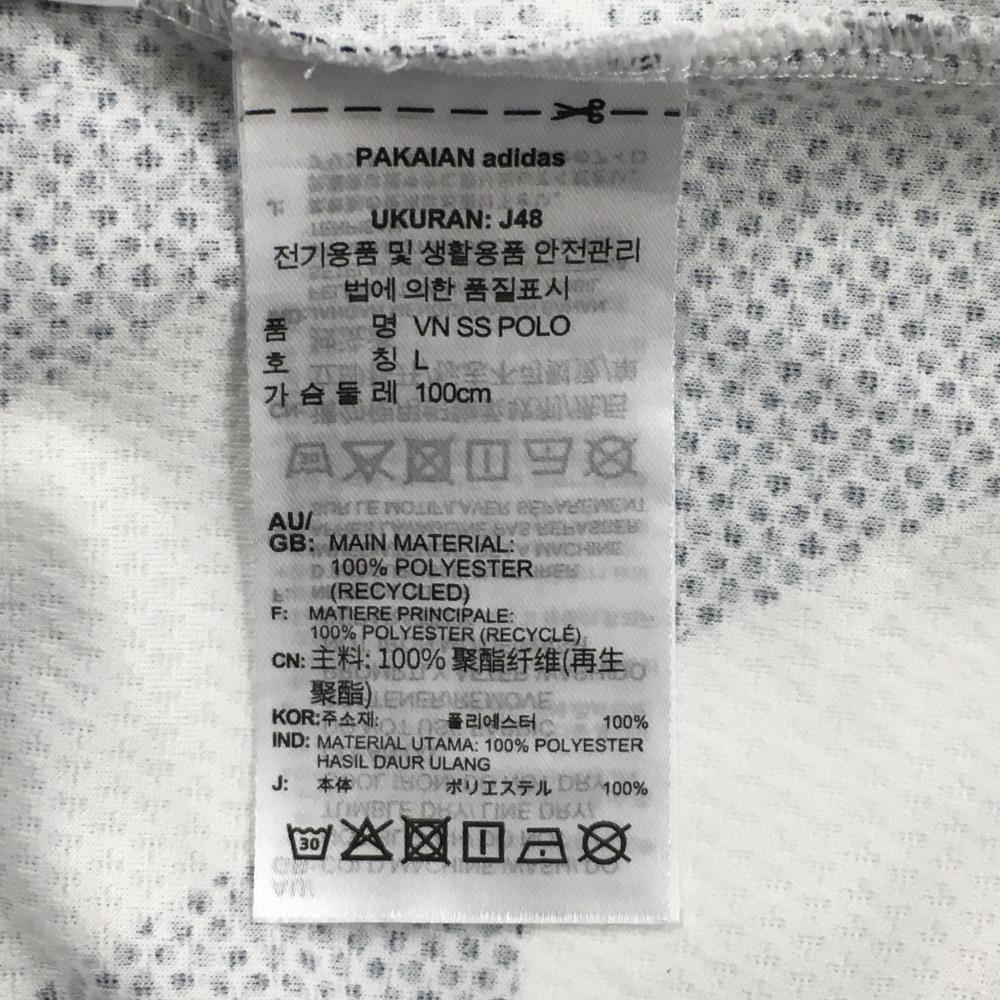 PAKAIAN adidas
UKURAN: J48
전기용품 및 생활용품 안전관리
법에 의한 품질표시
품 명 VN SS POLO
호 칭 L
가 슴 둘 레 100cm
AU/
GB: MAIN MATERIAL:
100% POLYESTER
(RECYCLED)
F: MATIERE PRINCIPALE:
100% POLYESTER (RECYCLÉ)
CN: 主料: 100% 聚酯纤维(再生
聚酯)
KOR:주소재: 폴리에스터 100%
IND: MATERIAL UTAMA: 100% POLYESTER
HASIL DAUR ULANG
J: 本体 ポリエステル 100%
30